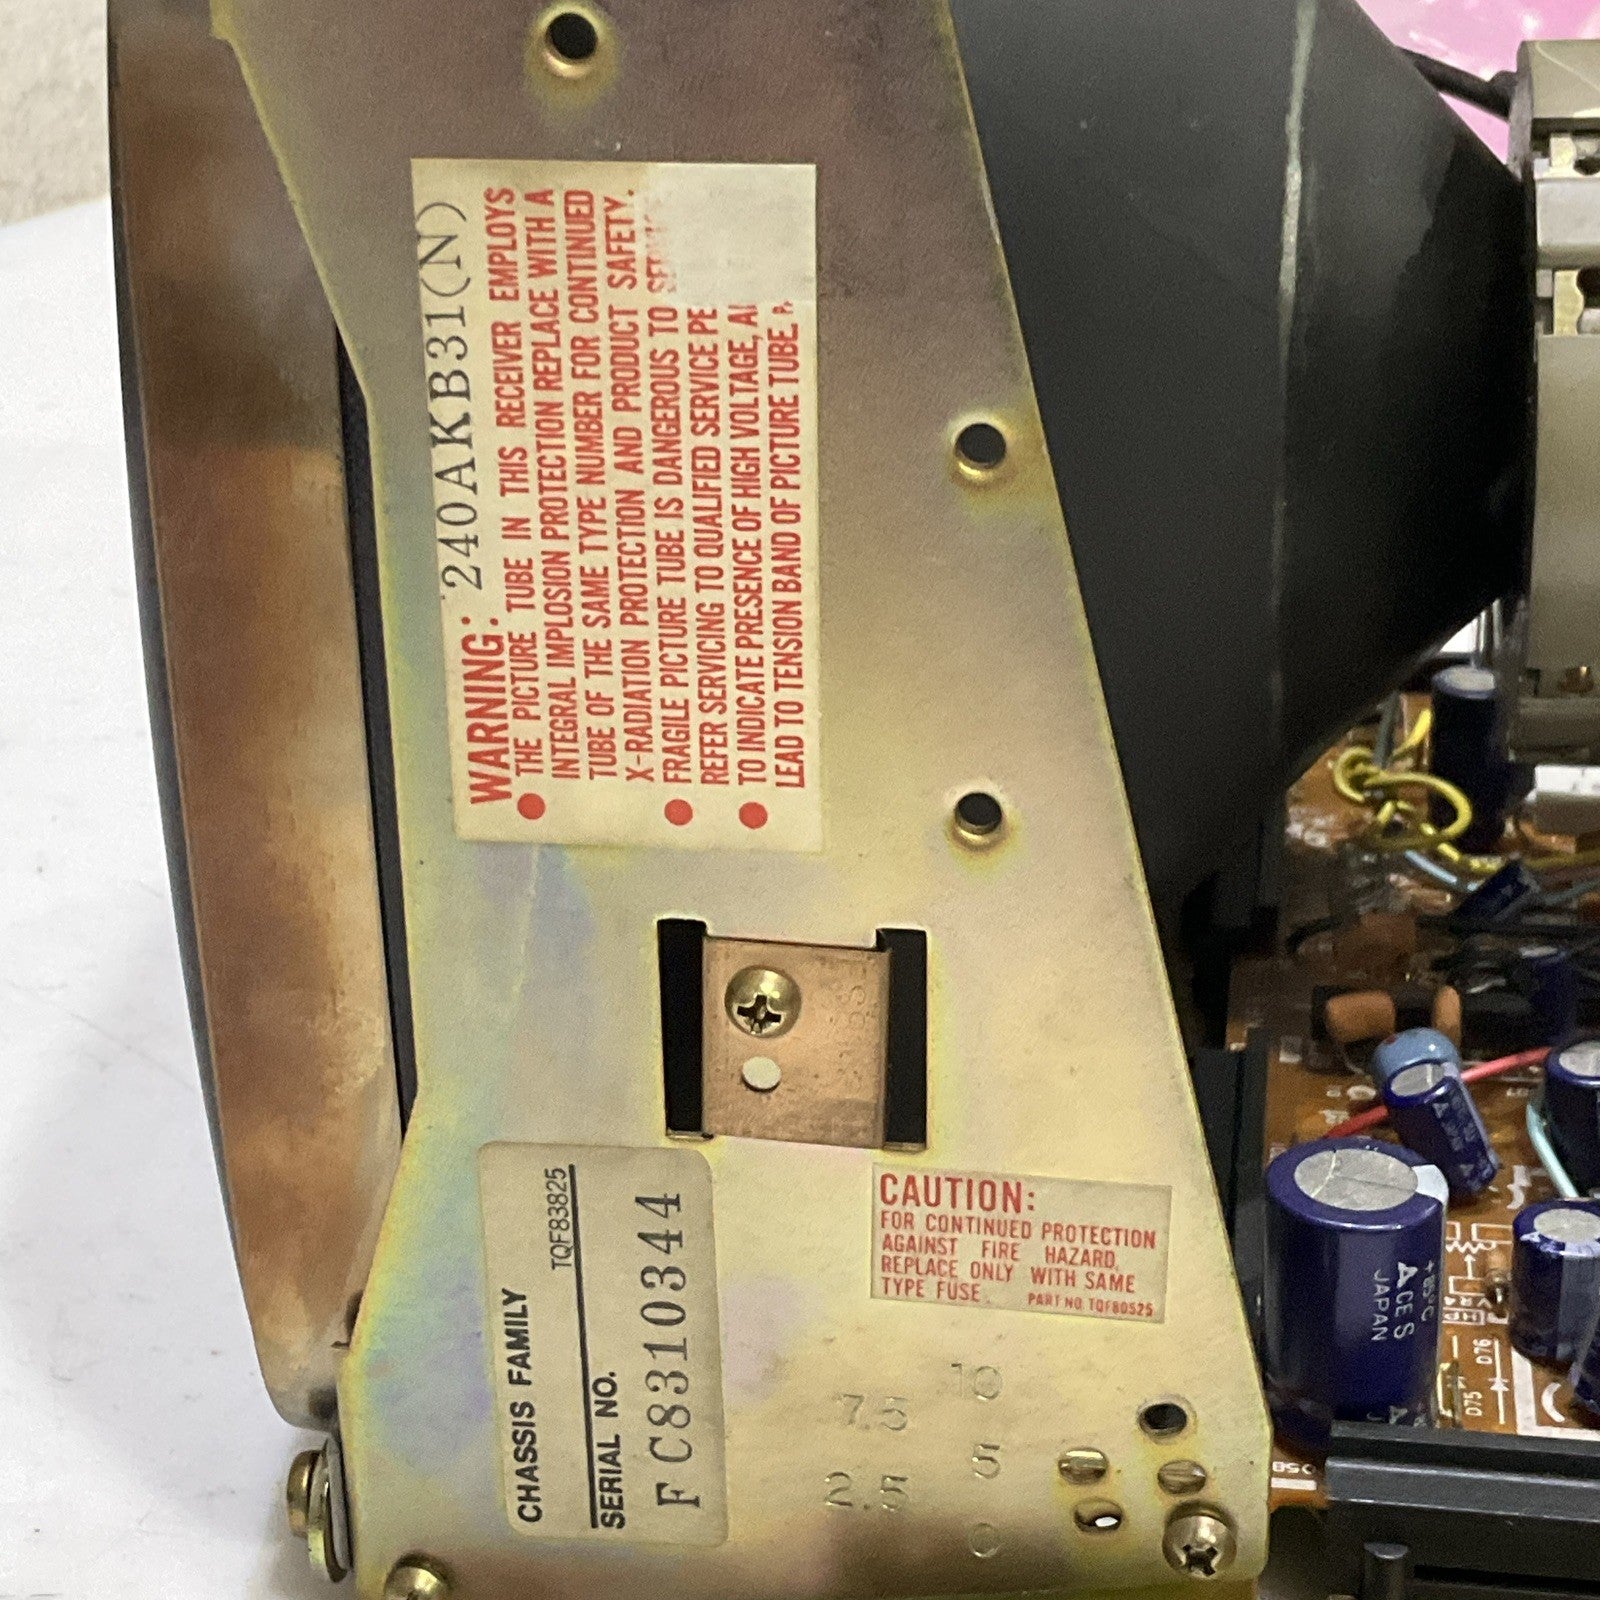 WARNING: 240AKB31(N)
● THE PICTURE TUBE IN THIS RECEIVER EMPLOYS
INTEGRAL IMPLOSION PROTECTION REPLACE WITH A
TUBE OF THE SAME TYPE NUMBER FOR CONTINUED
X-RADIATION PROTECTION AND PRODUCT SAFETY.
● FRAGILE PICTURE TUBE IS DANGEROUS TO
REFER SERVICING TO QUALIFIED SERVICE
● TO INDICATE PRESENCE OF HIGH VOLTAGE,
LEAD TO TENSION BAND OF PICTURE TUBE.
CHASSIS FAMILY
TQF83825
SERIAL NO.
FC8310344
CAUTION:
FOR CONTINUED PROTECTION
AGAINST FIRE HAZARD,
REPLACE ONLY WITH SAME
TYPE FUSE.
PART NO. TQF80525
10
7.5
5
2.5
0
+85°C
ACES
JAPAN
D76
D75